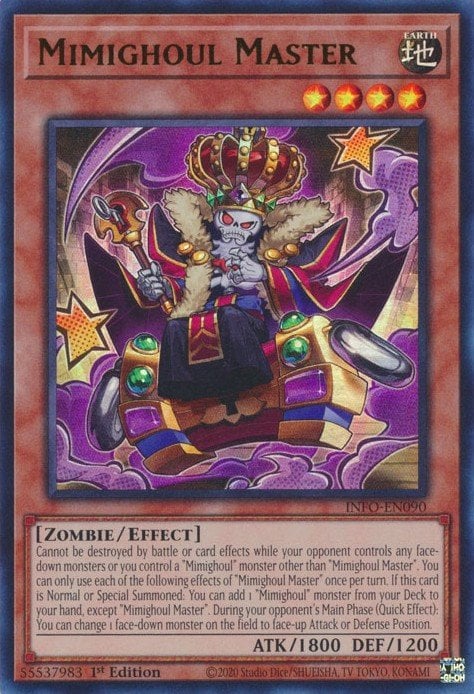 MIMIGHOUL MASTER
EARTH
地
INFO-EN090
[ZOMBIE/EFFECT]
Cannot be destroyed by battle or card effects while your opponent controls any face-
down monsters or you control a "Mimighoul" monster other than "Mimighoul Master". You
can only use each of the following effects of "Mimighoul Master" once per turn. If this card
is Normal or Special Summoned: You can add 1 "Mimighoul" monster from your Deck to
your hand, except "Mimighoul Master". During your opponent's Main Phase (Quick Effect):
You can change 1 face-down monster on the field to face-up Attack or Defense Position.
ATK/1800 DEF/1200
55537983 1st Edition ©2020 Studio Dice/SHUEISHA, TV TOKYO, KONAMI